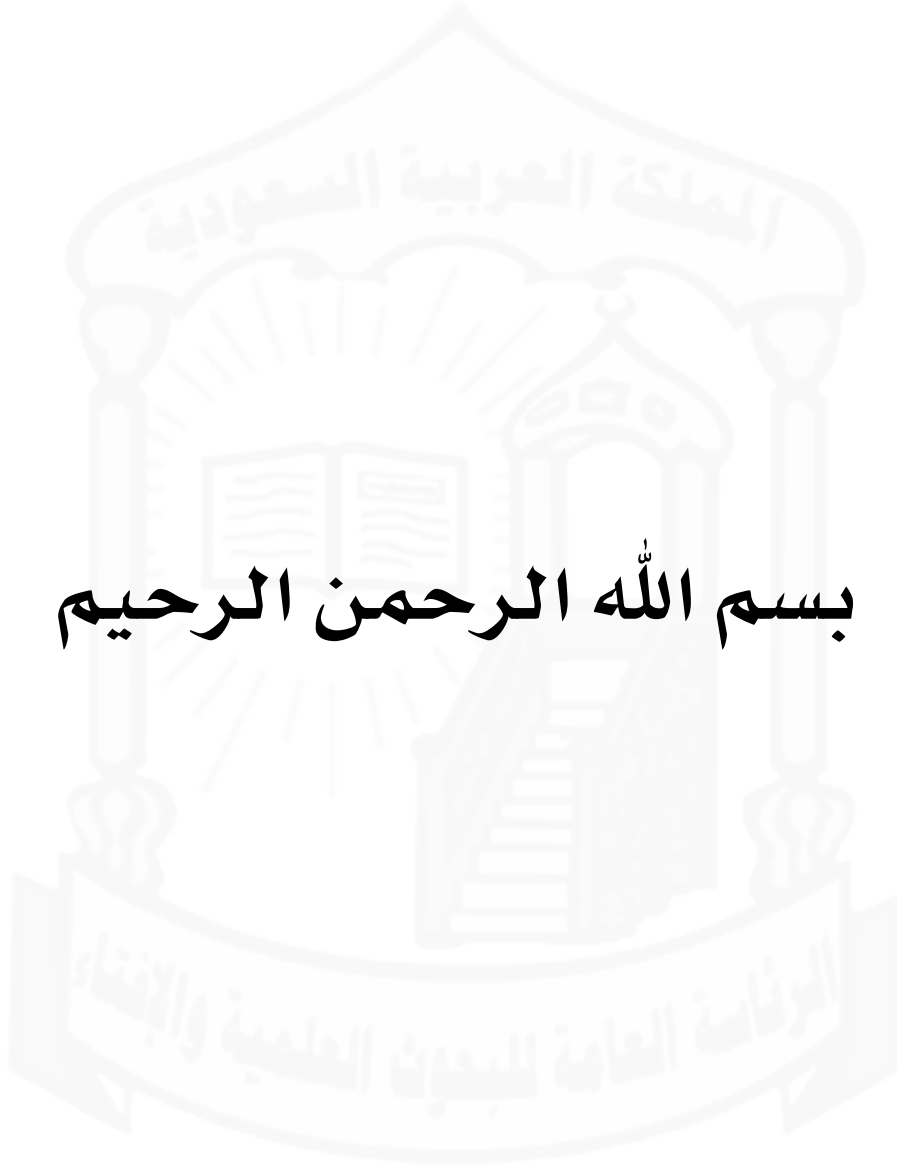 المملكة العربية السعودية
بسم الله الرحمن الرحيم
الرئاسة العامة للبحوث العلمية والإفتاء